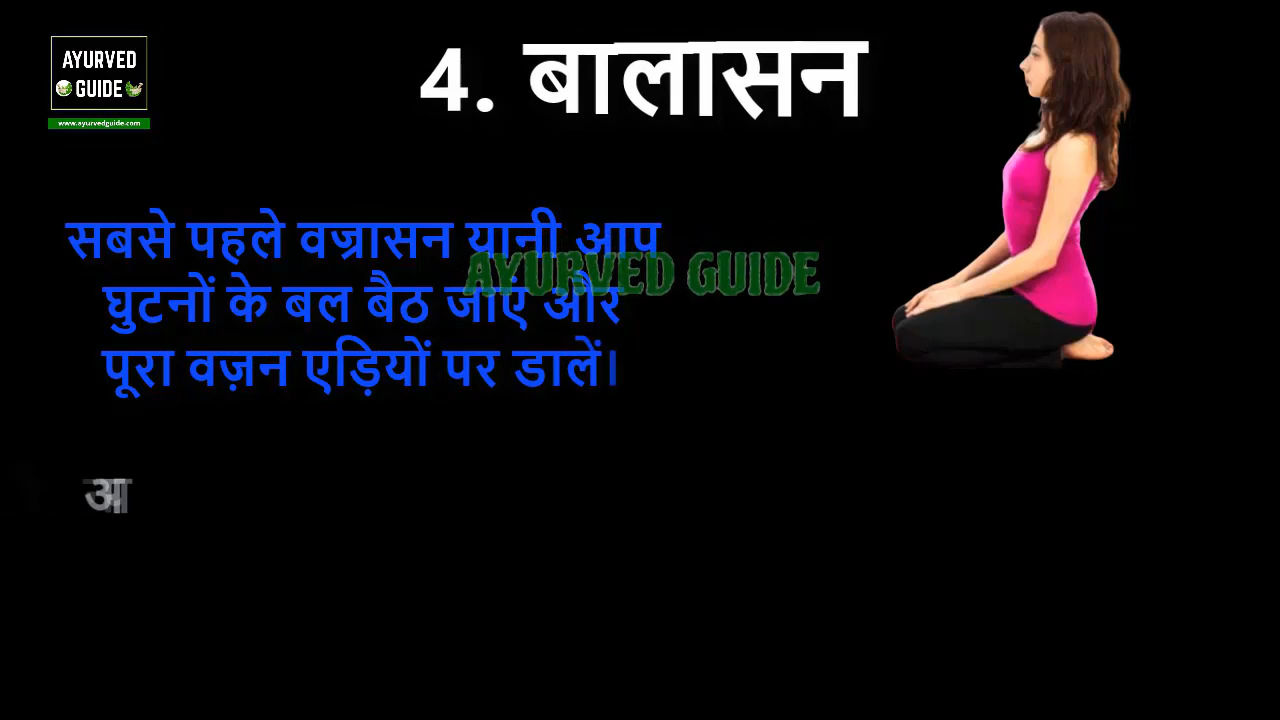 AYURVED
GUIDE
www.ayurvedguide.com
4. बालासन
सबसे पहले वज्रासन यानी आप
घुटनों के बल बैठ जाएं और
पूरा वज़न एड़ियों पर डालें।
AYURVED GUIDE